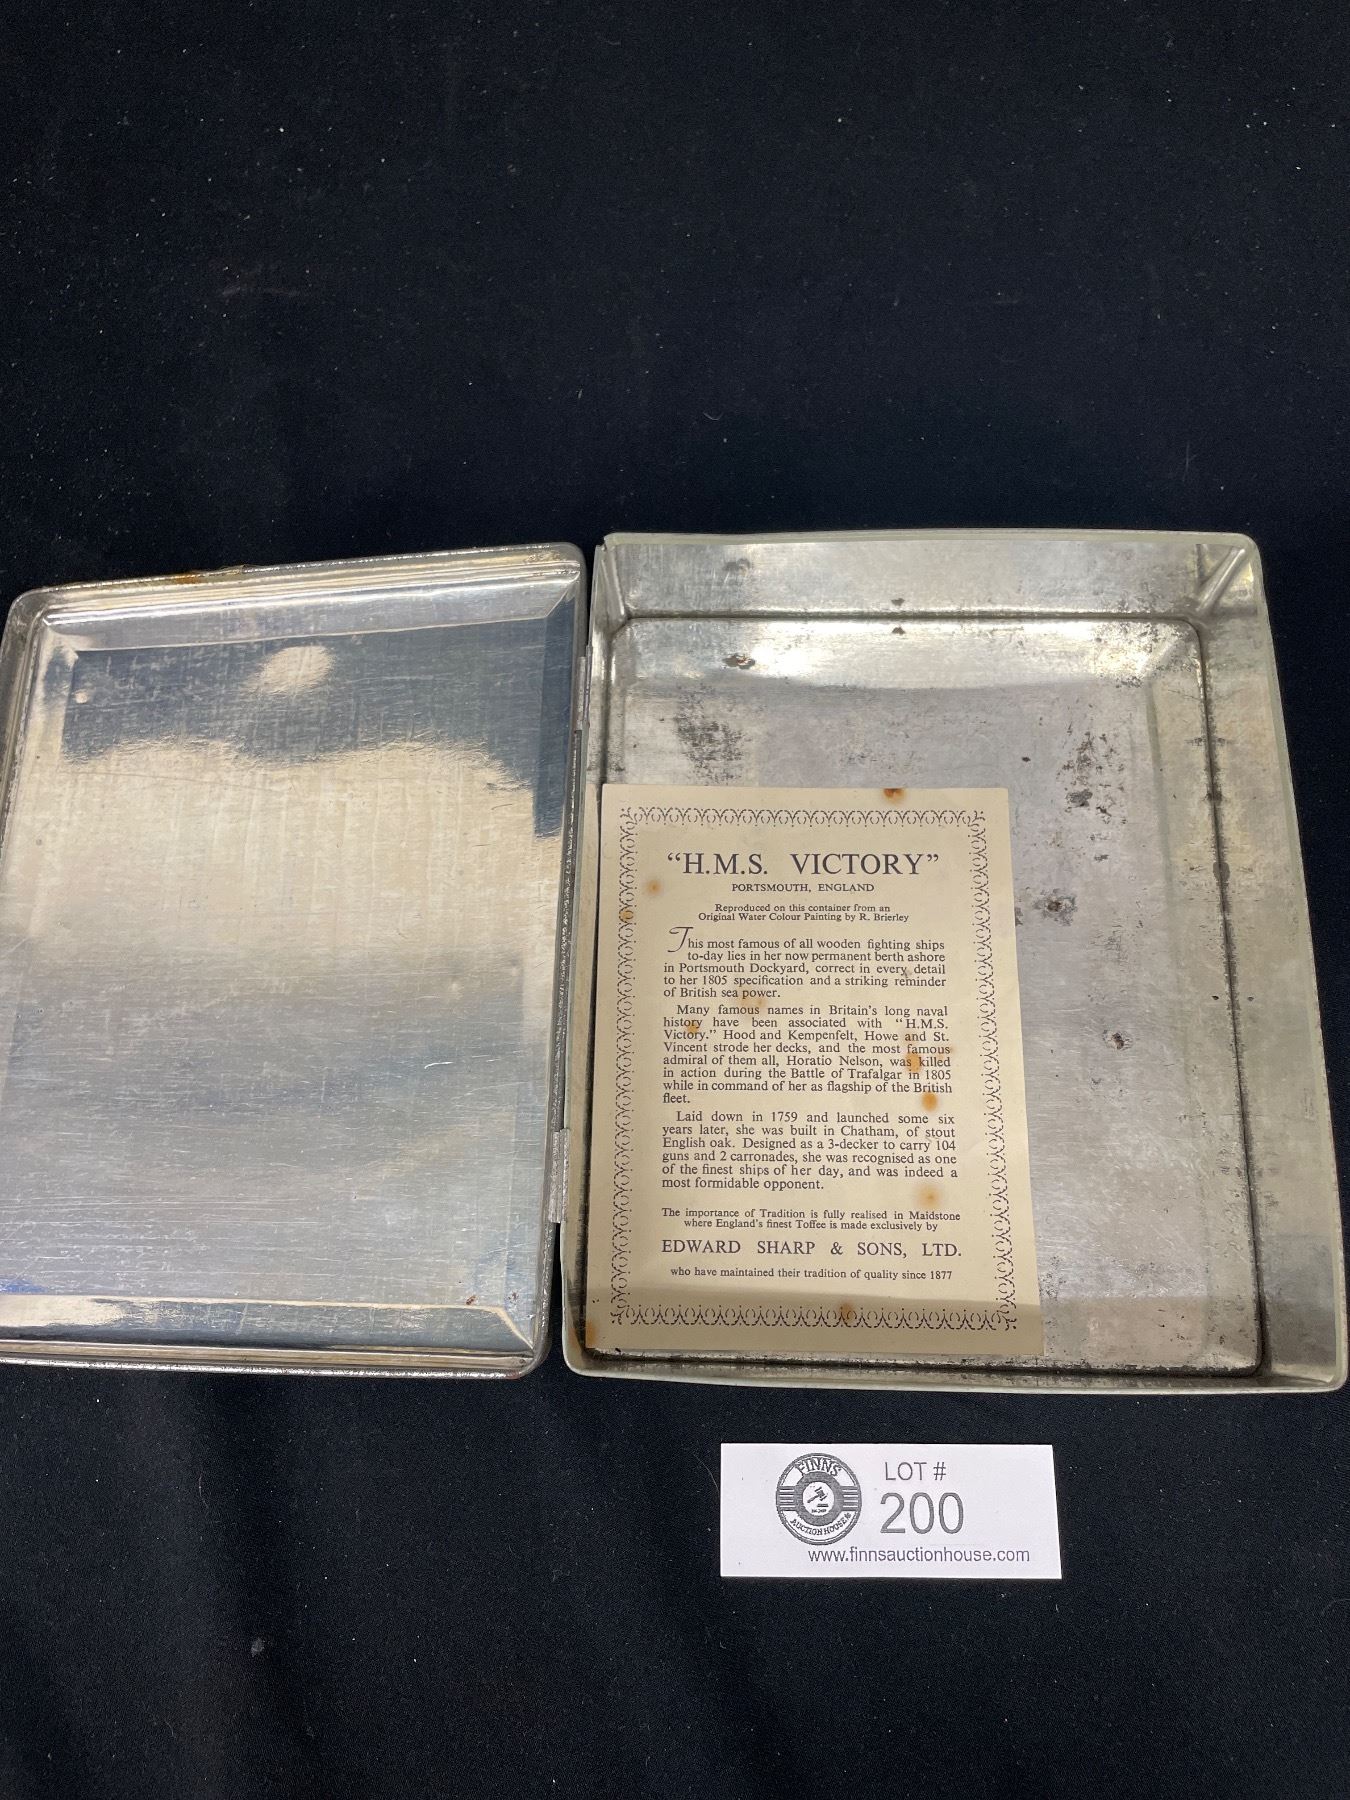 "H.M.S. VICTORY"
PORTSMOUTH, ENGLAND
Reproduced on this container from an
Original Water Colour Painting by R. Brierley
This most famous of all wooden fighting ships
to-day lies in her now permanent berth ashore
in Portsmouth Dockyard, correct in every detail
to her 1805 specification and a striking reminder
of British sea power.
Many famous names in Britain's long naval
history have been associated with "H.M.S.
Victory." Hood and Kempenfelt, Howe and St.
Vincent strode her decks, and the most famous
admiral of them all, Horatio Nelson, was killed
in action during the Battle of Trafalgar in 1805
while in command of her as flagship of the British
fleet.
Laid down in 1759 and launched some six
years later, she was built in Chatham, of stout
English oak. Designed as a 3-decker to carry 104
guns and 2 carronades, she was recognised as one
of the finest ships of her day, and was indeed a
most formidable opponent.
The importance of Tradition is fully realised in Maidstone
where England's finest Toffee is made exclusively by
EDWARD SHARP & SONS, LTD.
who have maintained their tradition of quality since 1877
FINNS
AUCTION HOUSE
LOT #
200
www.finnsauctionhouse.com